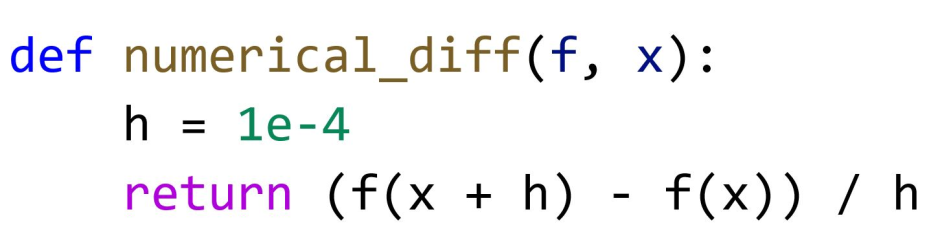 def numerical_diff(f, x):
    h = 1e-4
    return (f(x + h) - f(x)) / h